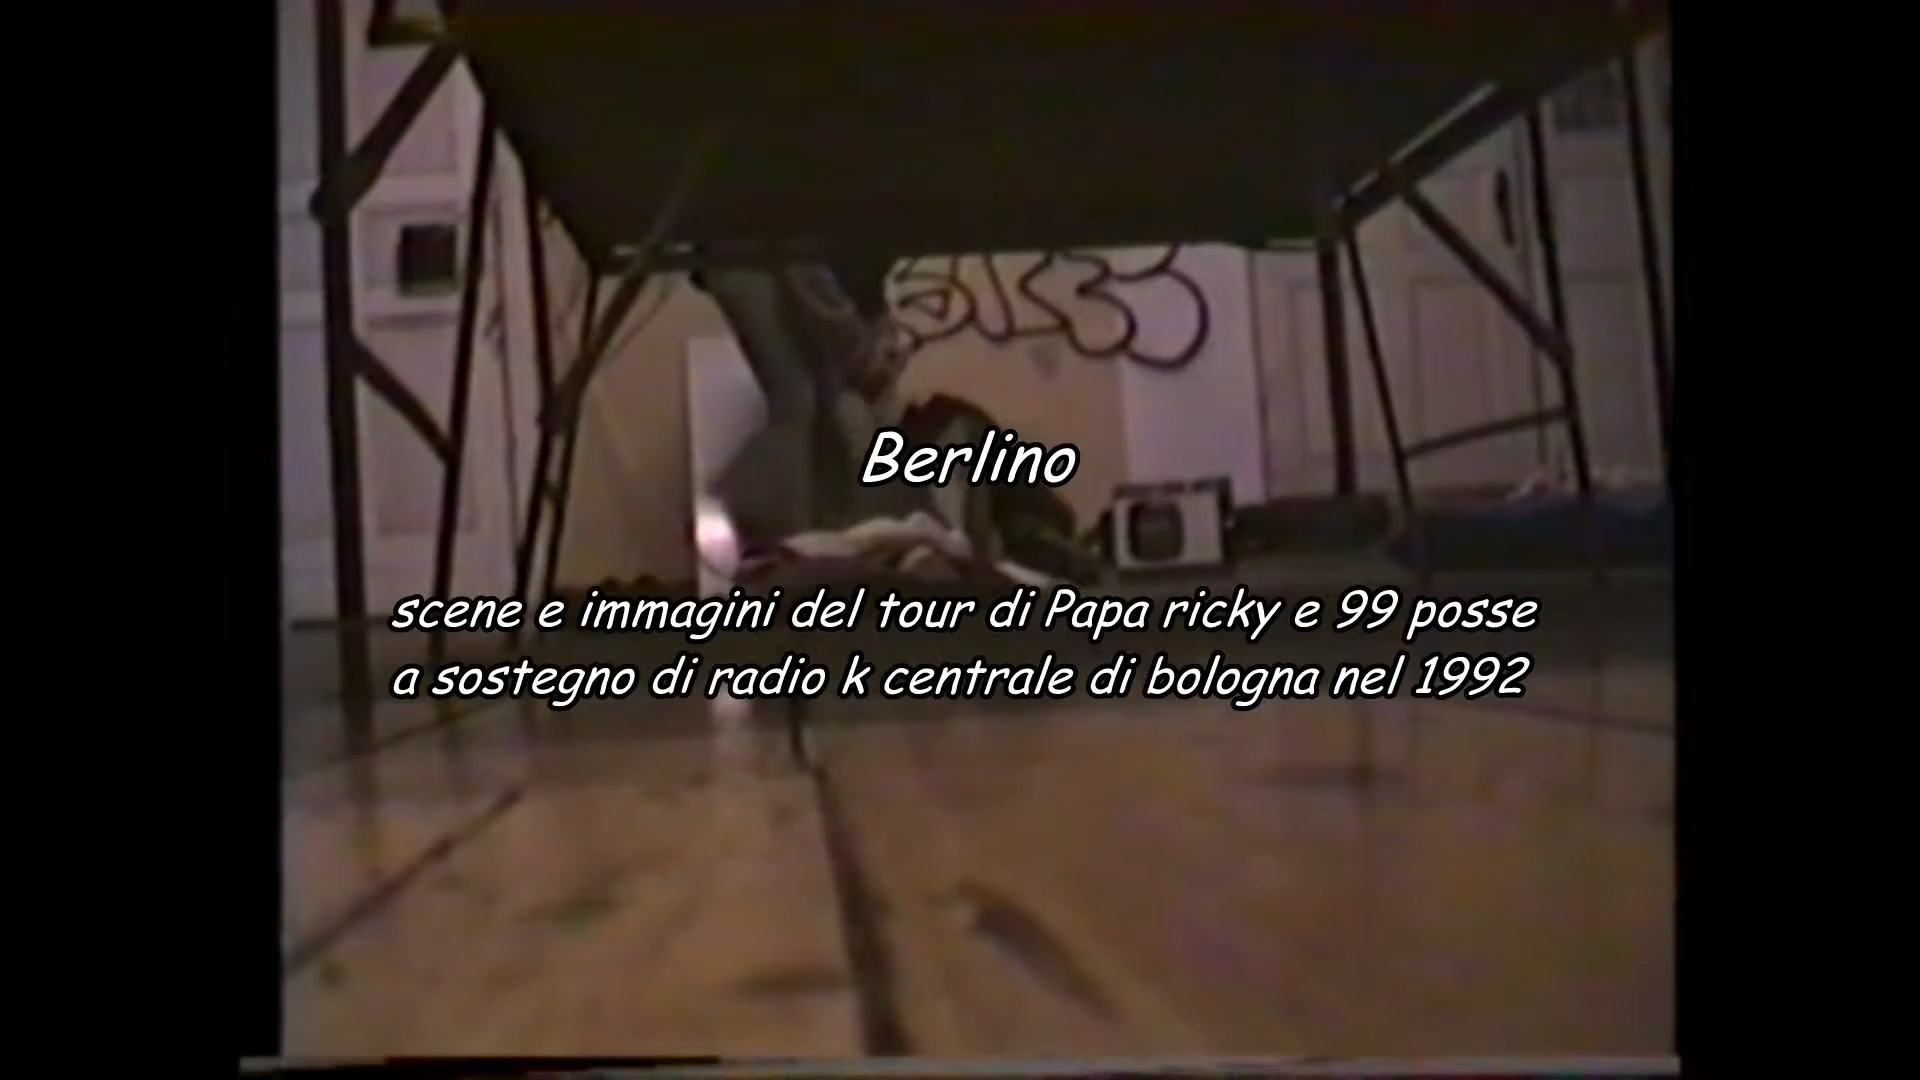 Berlino
scene e immagini del tour di Papa ricky e 99 posse
a sostegno di radio k centrale di bologna nel 1992